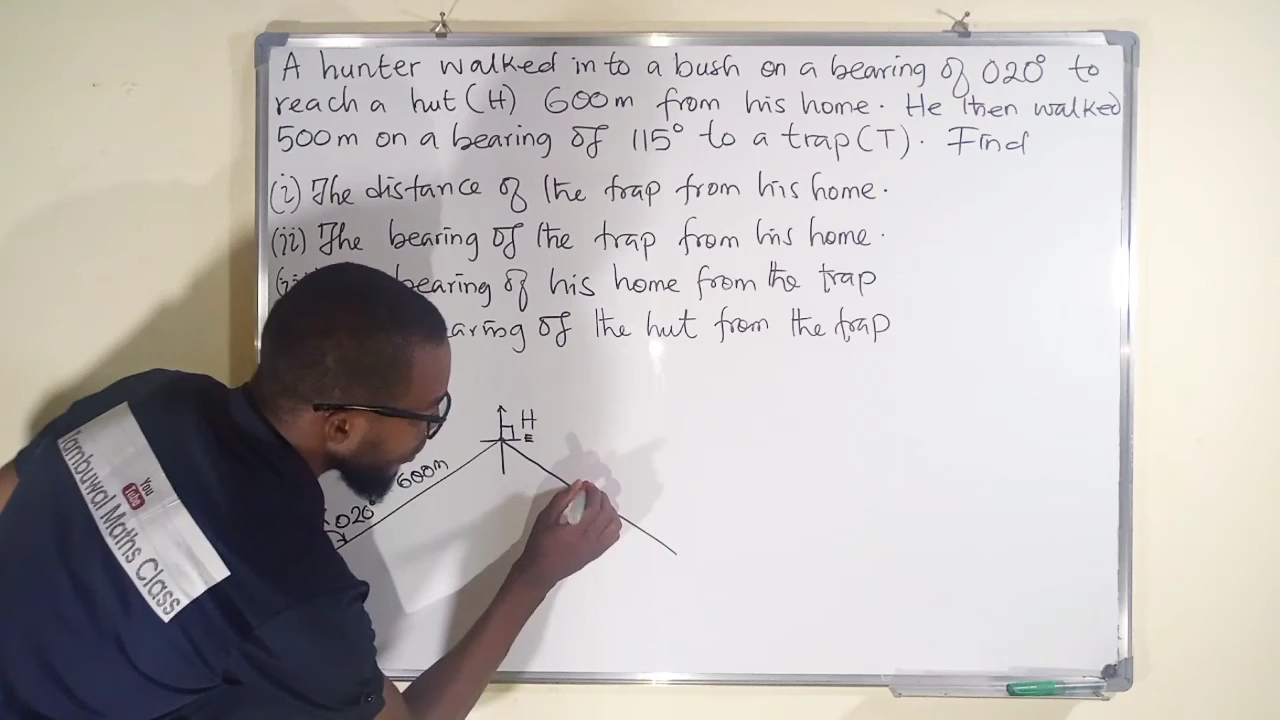 A hunter walked in to a bush on a bearing of 020° to
reach a hut (H) 600m from his home. He then walked
500m on a bearing of 115° to a trap (T). Find
(i) The distance of the trap from his home.
(ii) The bearing of the trap from his home.
bearing of his home from the trap
of the hut from the trap
H
E
600m
020°
You
Tube
Tambuwal Maths Class